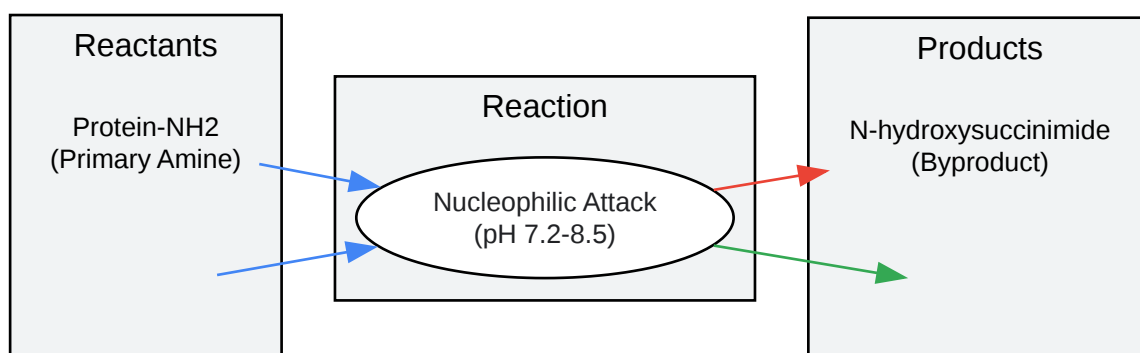 Reactants
Protein-NH2
(Primary Amine)
Reaction
Nucleophilic Attack
(pH 7.2-8.5)
Products
N-hydroxysuccinimide
(Byproduct)